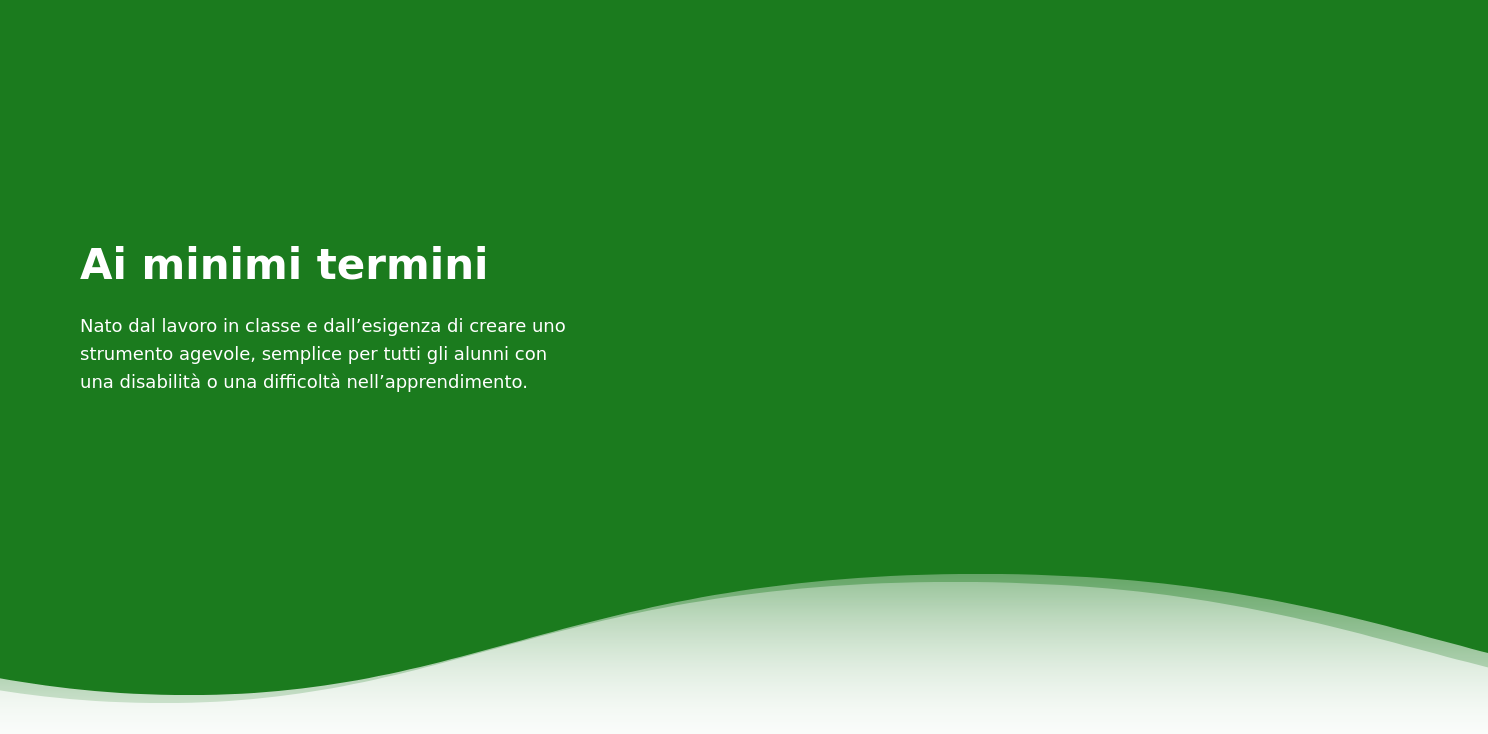 Ai minimi termini
Nato dal lavoro in classe e dall’esigenza di creare uno
strumento agevole, semplice per tutti gli alunni con
una disabilità o una difficoltà nell’apprendimento.